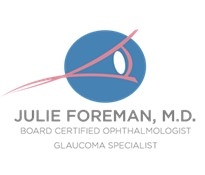 JULIE FOREMAN, M.D.
BOARD CERTIFIED OPHTHALMOLOGIST
GLAUCOMA SPECIALIST